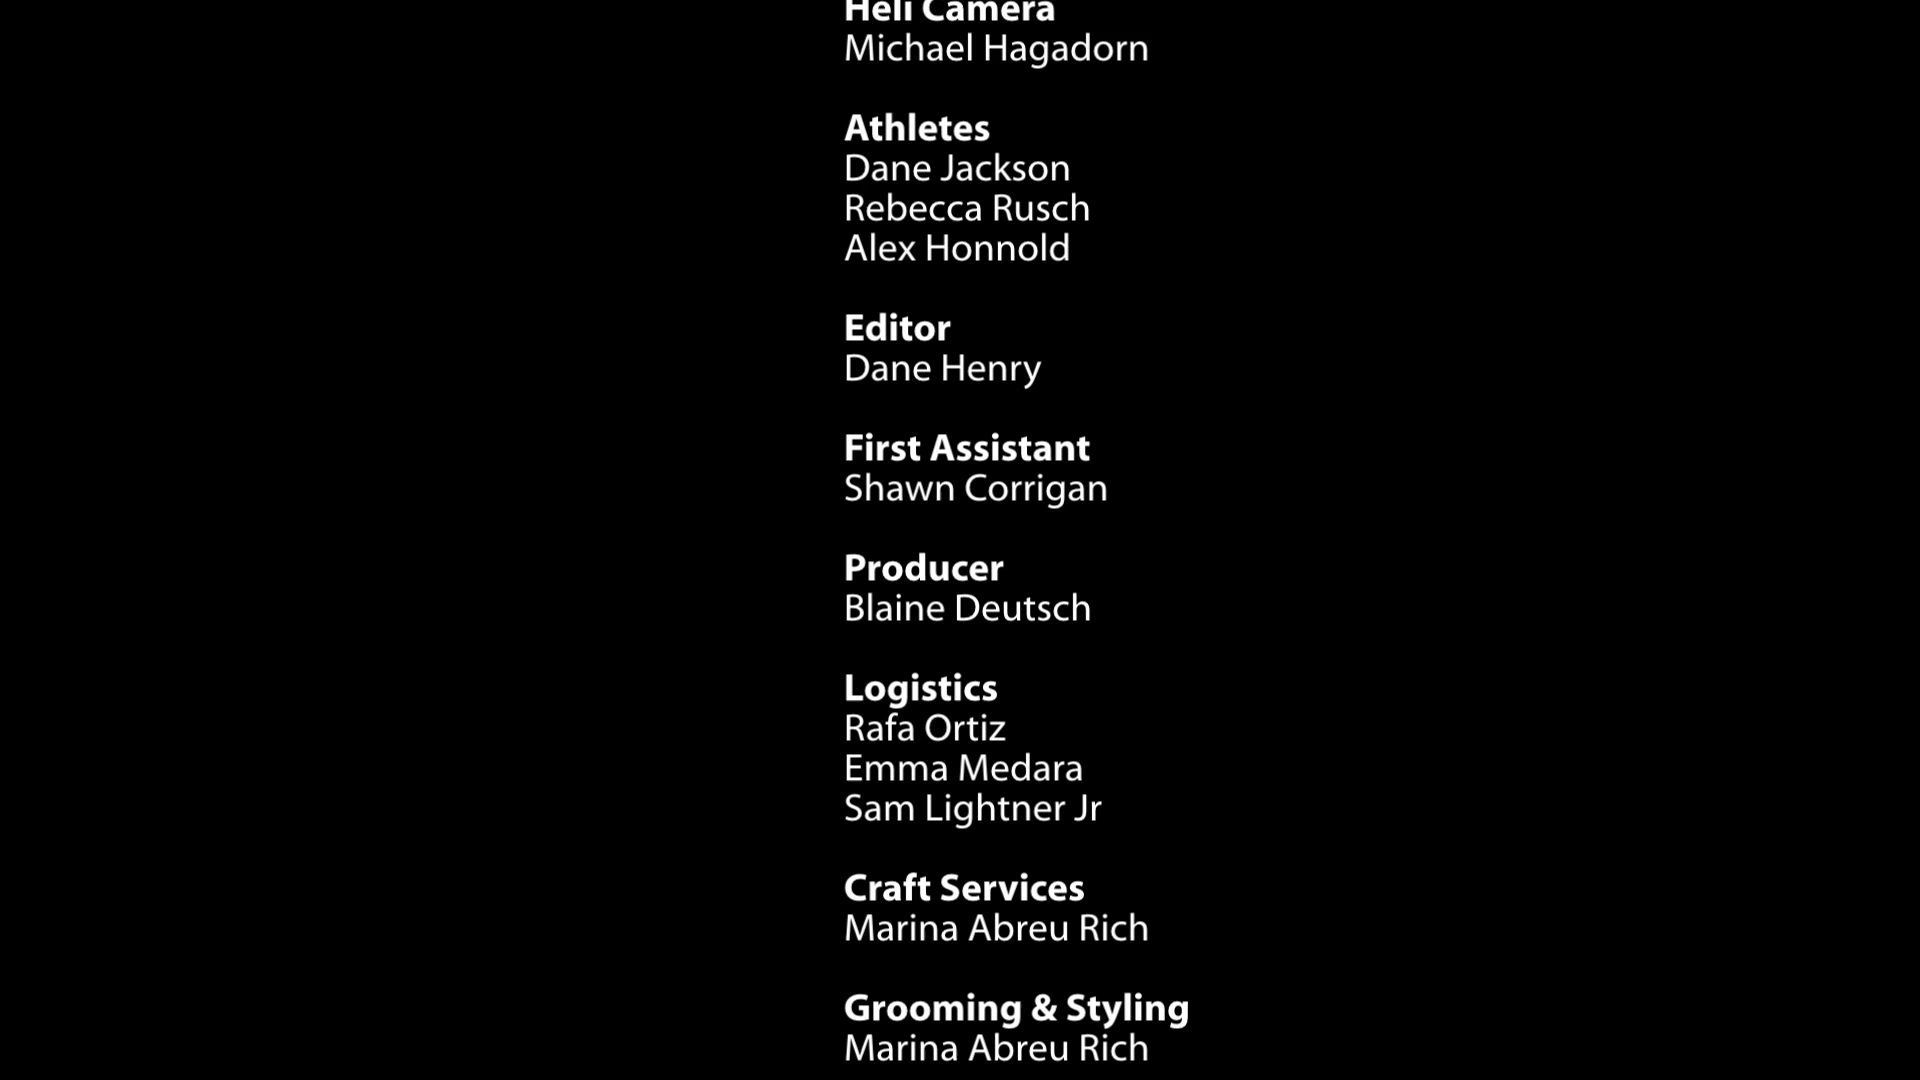 Heli Camera
Michael Hagadorn
Athletes
Dane Jackson
Rebecca Rusch
Alex Honnold
Editor
Dane Henry
First Assistant
Shawn Corrigan
Producer
Blaine Deutsch
Logistics
Rafa Ortiz
Emma Medara
Sam Lightner Jr
Craft Services
Marina Abreu Rich
Grooming & Styling
Marina Abreu Rich